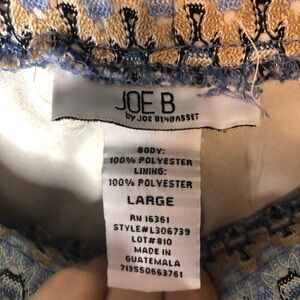 JOE B
by JOE BENBASSET
BODY:
100% POLYESTER
LINING:
100% POLYESTER
LARGE
RN 16361
STYLE#L306739
LOT#810
MADE IN
GUATEMALA
713550663761